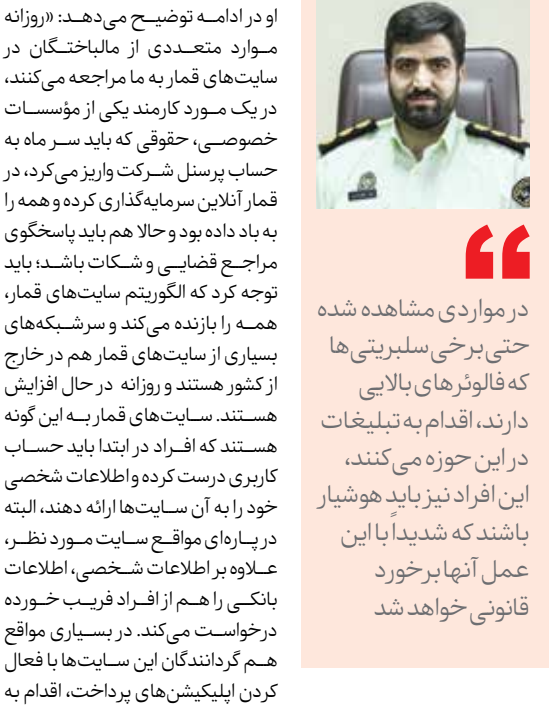 او در ادامه توضیح می‌دهد: «روزانه
موارد متعددی از مالباختگان در
سایت‌های قمار به ما مراجعه می‌کنند،
در یک مورد کارمند یکی از مؤسسات
خصوصی، حقوقی که باید سر ماه به
حساب پرسنل شرکت واریز می‌کرد، در
قمار آنلاین سرمایه‌گذاری کرده و همه را
به باد داده بود و حالا هم باید پاسخگوی
مراجع قضایی و شکات باشد؛ باید
توجه کرد که الگوریتم سایت‌های قمار،
همه را بازنده می‌کند و سرشبکه‌های
بسیاری از سایت‌های قمار هم در خارج
از کشور هستند و روزانه در حال افزایش
هستند. سایت‌های قمار به این گونه
هستند که افراد در ابتدا باید حساب
کاربری درست کرده و اطلاعات شخصی
خود را به آن سایت‌ها ارائه دهند، البته
در پاره‌ای مواقع سایت مورد نظر،
علاوه بر اطلاعات شخصی، اطلاعات
بانکی را هم از افراد فریب خورده
درخواست می‌کند. در بسیاری مواقع
هم گردانندگان این سایت‌ها با فعال
کردن اپلیکیشن‌های پرداخت، اقدام به
در مواردی مشاهده شده
حتی برخی سلبریتی‌ها
که فالوئرهای بالایی
دارند، اقدام به تبلیغات
در این حوزه می‌کنند،
این افراد نیز باید هوشیار
باشند که شدیداً با این
عمل آنها برخورد
قانونی خواهد شد